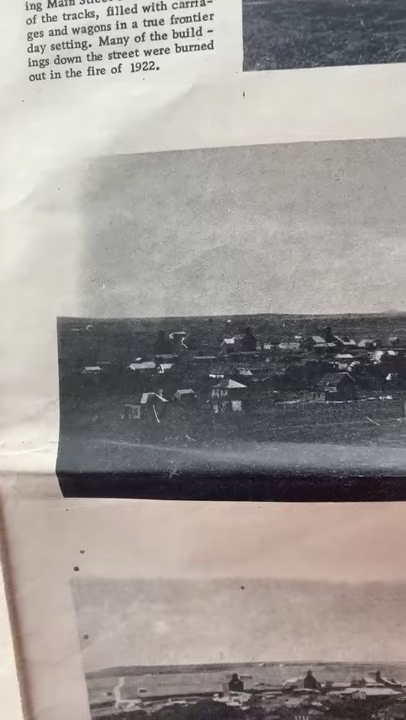 ing Main Street
of the tracks, filled with carria-
ges and wagons in a true frontier
day setting. Many of the build -
ings down the street were burned
out in the fire of 1922.